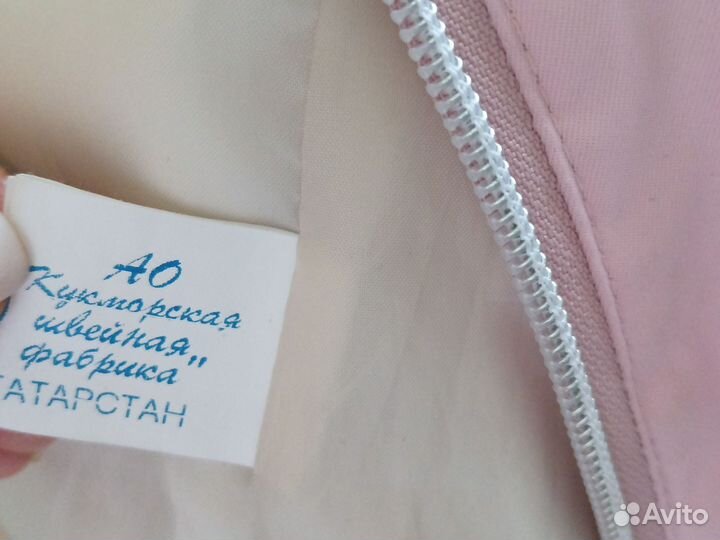 АО
"Кукморская
швейная
фабрика"
ТАТАРСТАН
Avito